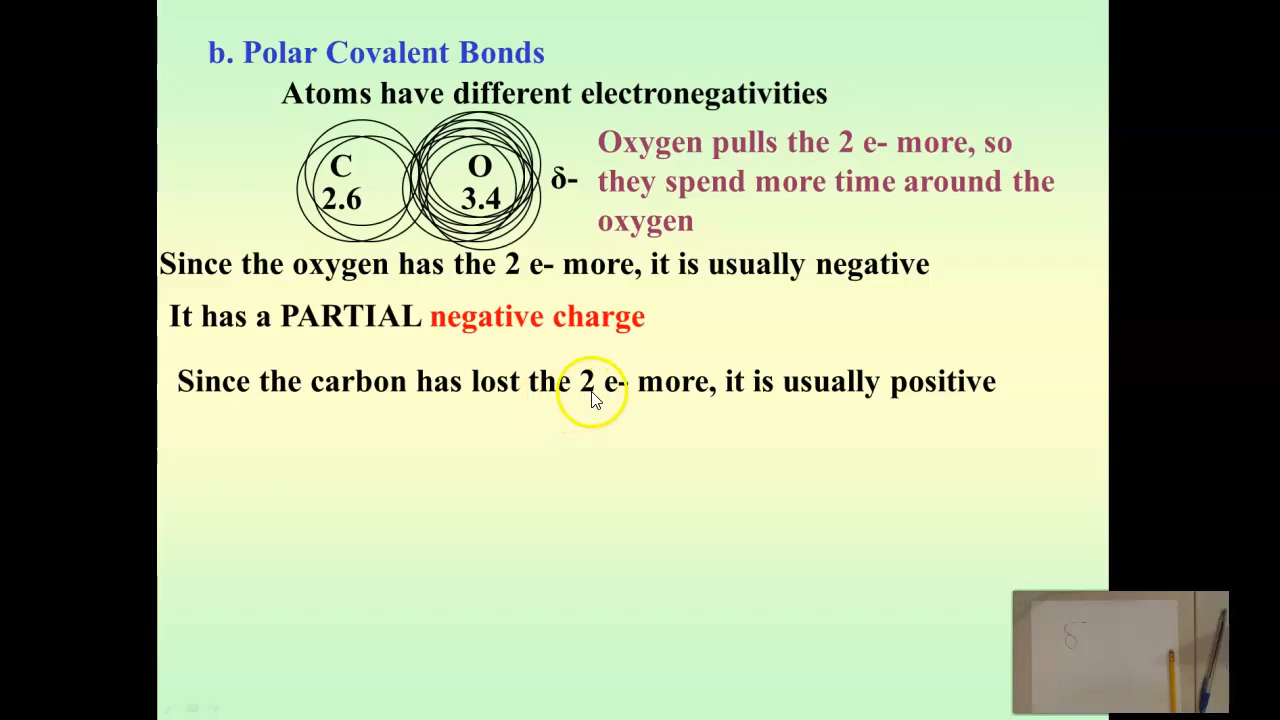 b. Polar Covalent Bonds
Atoms have different electronegativities
C
2.6
O
3.4
δ-
Oxygen pulls the 2 e- more, so
they spend more time around the
oxygen
Since the oxygen has the 2 e- more, it is usually negative
It has a PARTIAL negative charge
Since the carbon has lost the 2 e- more, it is usually positive
δ-